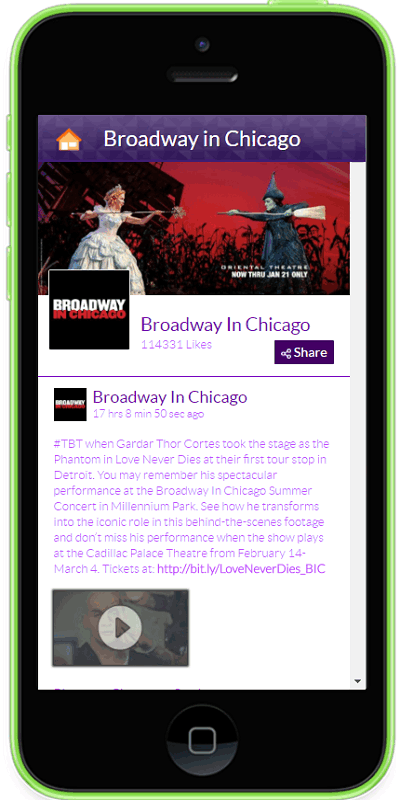 Broadway in Chicago
ORIENTAL THEATRE
NOW THRU JAN 21 ONLY
BROADWAY
IN CHICAGO
Broadway In Chicago
114331 Likes
Share
BROADWAY
IN CHICAGO
Broadway In Chicago
17 hrs 8 min 50 sec ago
#TBT when Gardar Thor Cortes took the stage as the
Phantom in Love Never Dies at their first tour stop in
Detroit. You may remember his spectacular
performance at the Broadway In Chicago Summer
Concert in Millennium Park. See how he transforms
into the iconic role in this behind-the-scenes footage
and don't miss his performance when the show plays
at the Cadillac Palace Theatre from February 14-
March 4. Tickets at: http://bit.ly/LoveNeverDies_BIC